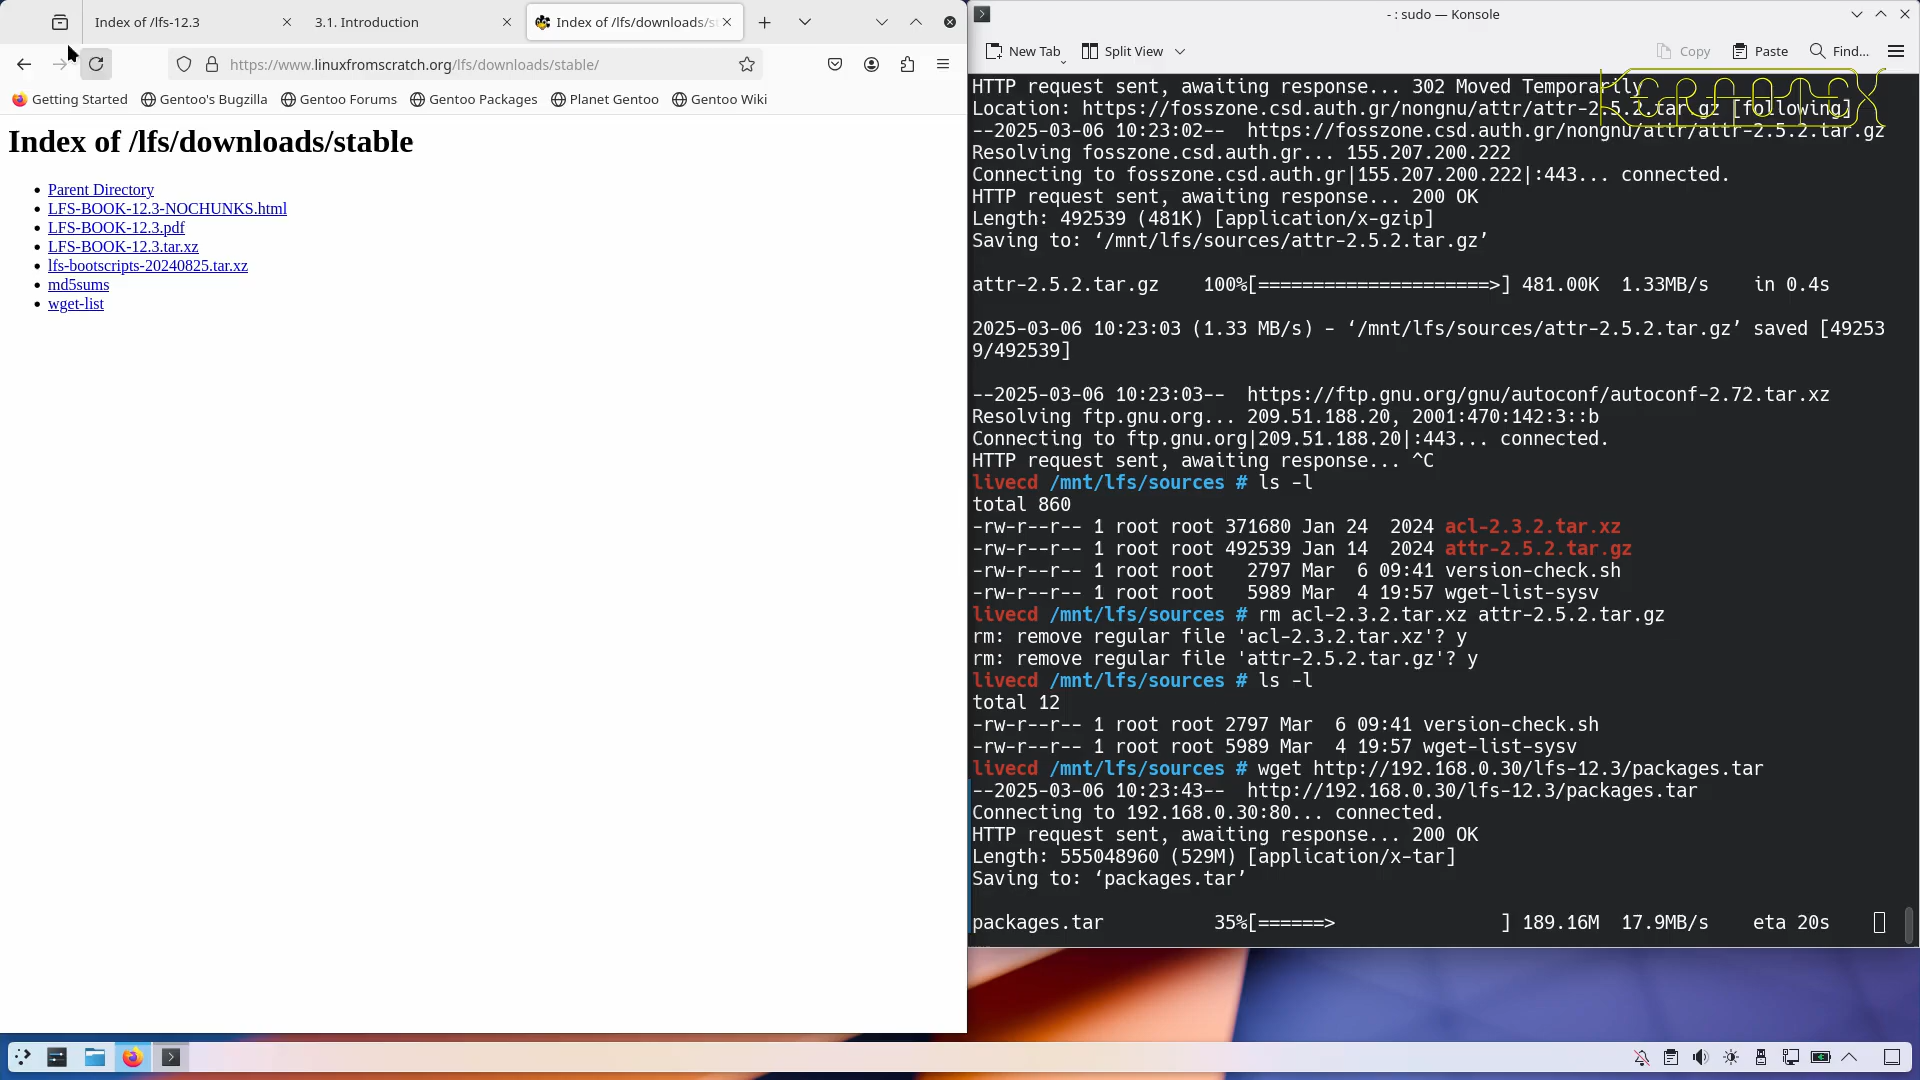 Index of /lfs-12.3
3.1. Introduction
Index of /lfs/downloads/s
https://www.linuxfromscratch.org/lfs/downloads/stable/
Getting Started
Gentoo's Bugzilla
Gentoo Forums
Gentoo Packages
Planet Gentoo
Gentoo Wiki
Index of /lfs/downloads/stable
Parent Directory
LFS-BOOK-12.3-NOCHUNKS.html
LFS-BOOK-12.3.pdf
LFS-BOOK-12.3.tar.xz
lfs-bootscripts-20240825.tar.xz
md5sums
wget-list
- : sudo — Konsole
New Tab
Split View
Copy
Paste
Find...
HTTP request sent, awaiting response... 302 Moved Temporarily
Location: https://fosszone.csd.auth.gr/nongnu/attr/attr-2.5.2.tar.gz [following]
--2025-03-06 10:23:02--  https://fosszone.csd.auth.gr/nongnu/attr/attr-2.5.2.tar.gz
Resolving fosszone.csd.auth.gr... 155.207.200.222
Connecting to fosszone.csd.auth.gr|155.207.200.222|:443... connected.
HTTP request sent, awaiting response... 200 OK
Length: 492539 (481K) [application/x-gzip]
Saving to: ‘/mnt/lfs/sources/attr-2.5.2.tar.gz’
attr-2.5.2.tar.gz    100%[=====================>] 481.00K  1.33MB/s    in 0.4s
2025-03-06 10:23:03 (1.33 MB/s) - ‘/mnt/lfs/sources/attr-2.5.2.tar.gz’ saved [49253
9/492539]
--2025-03-06 10:23:03--  https://ftp.gnu.org/gnu/autoconf/autoconf-2.72.tar.xz
Resolving ftp.gnu.org... 209.51.188.20, 2001:470:142:3::b
Connecting to ftp.gnu.org|209.51.188.20|:443... connected.
HTTP request sent, awaiting response... ^C
livecd /mnt/lfs/sources # ls -l
total 860
-rw-r--r-- 1 root root 371680 Jan 24  2024 acl-2.3.2.tar.xz
-rw-r--r-- 1 root root 492539 Jan 14  2024 attr-2.5.2.tar.gz
-rw-r--r-- 1 root root   2797 Mar  6 09:41 version-check.sh
-rw-r--r-- 1 root root   5989 Mar  4 19:57 wget-list-sysv
livecd /mnt/lfs/sources # rm acl-2.3.2.tar.xz attr-2.5.2.tar.gz
rm: remove regular file 'acl-2.3.2.tar.xz'? y
rm: remove regular file 'attr-2.5.2.tar.gz'? y
livecd /mnt/lfs/sources # ls -l
total 12
-rw-r--r-- 1 root root 2797 Mar  6 09:41 version-check.sh
-rw-r--r-- 1 root root 5989 Mar  4 19:57 wget-list-sysv
livecd /mnt/lfs/sources # wget http://192.168.0.30/lfs-12.3/packages.tar
--2025-03-06 10:23:43--  http://192.168.0.30/lfs-12.3/packages.tar
Connecting to 192.168.0.30:80... connected.
HTTP request sent, awaiting response... 200 OK
Length: 555048960 (529M) [application/x-tar]
Saving to: ‘packages.tar’
packages.tar          35%[======>               ] 189.16M  17.9MB/s    eta 20s